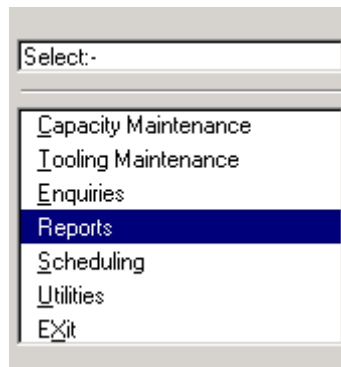 Select:-
Capacity Maintenance
Tooling Maintenance
Enquiries
Reports
Scheduling
Utilities
EXit